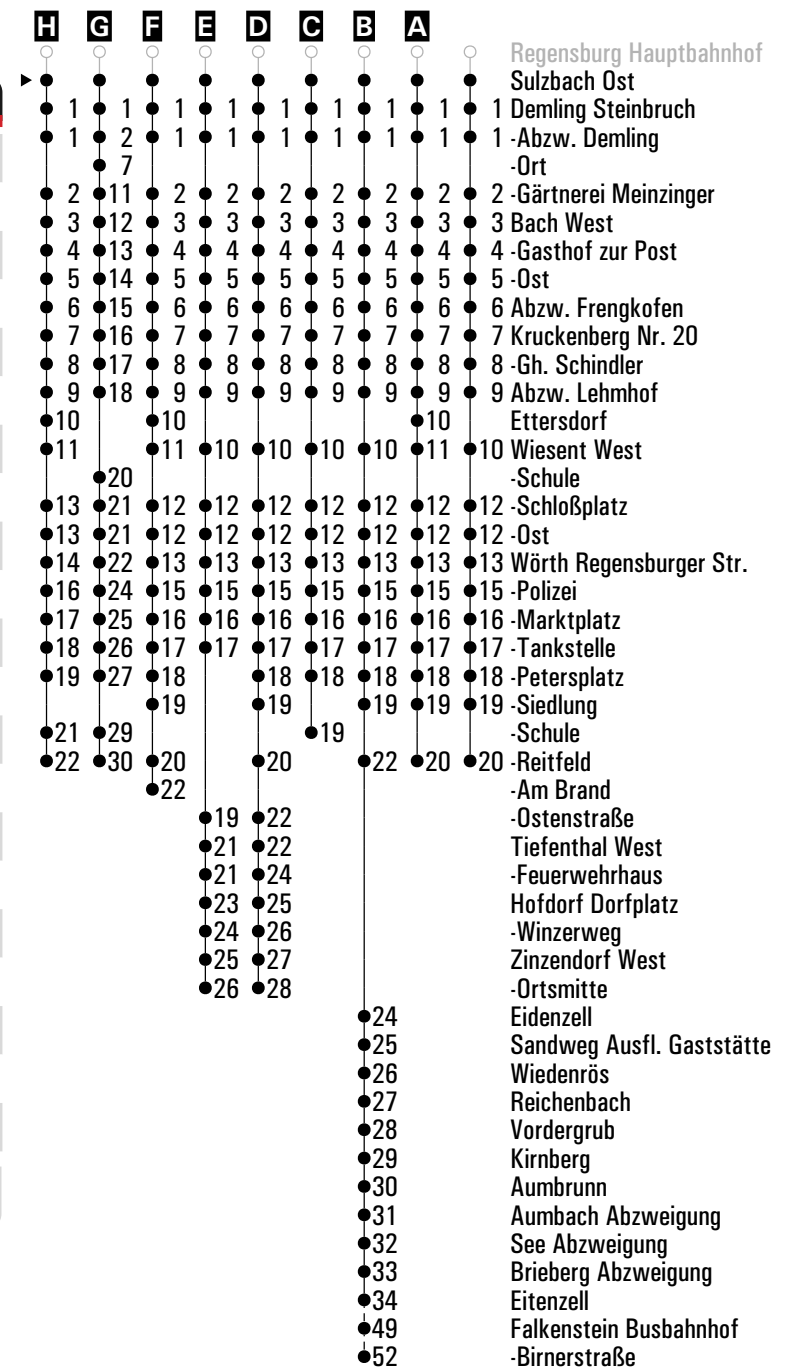 H G F E D C B A
Regensburg Hauptbahnhof
Sulzbach Ost
1 1 1 1 1 1 1 1 1 Demling Steinbruch
1 2 1 1 1 1 1 1 1 -Abzw. Demling
7 -Ort
2 11 2 2 2 2 2 2 2 -Gärtnerei Meinzinger
3 12 3 3 3 3 3 3 3 Bach West
4 13 4 4 4 4 4 4 4 -Gasthof zur Post
5 14 5 5 5 5 5 5 5 -Ost
6 15 6 6 6 6 6 6 6 Abzw. Frengkofen
7 16 7 7 7 7 7 7 7 Kruckenberg Nr. 20
8 17 8 8 8 8 8 8 8 -Gh. Schindler
9 18 9 9 9 9 9 9 9 Abzw. Lehmhof
10 10 10 Ettersdorf
11 11 10 10 10 10 11 10 Wiesent West
20 -Schule
13 21 12 12 12 12 12 12 12 -Schloßplatz
13 21 12 12 12 12 12 12 12 -Ost
14 22 13 13 13 13 13 13 13 Wörth Regensburger Str.
16 24 15 15 15 15 15 15 15 -Polizei
17 25 16 16 16 16 16 16 16 -Marktplatz
18 26 17 17 17 17 17 17 17 -Tankstelle
19 27 18 18 18 18 18 18 -Petersplatz
19 19 19 19 19 -Siedlung
21 29 19 -Schule
22 30 20 20 22 20 20 -Reitfeld
22 -Am Brand
19 22 -Ostenstraße
21 22 Tiefenthal West
21 24 -Feuerwehrhaus
23 25 Hofdorf Dorfplatz
24 26 -Winzerweg
25 27 Zinzendorf West
26 28 -Ortsmitte
24 Eidenzell
25 Sandweg Ausfl. Gaststätte
26 Wiedenrös
27 Reichenbach
28 Vordergrub
29 Kirnberg
30 Aumbrunn
31 Aumbach Abzweigung
32 See Abzweigung
33 Brieberg Abzweigung
34 Eitenzell
49 Falkenstein Busbahnhof
52 -Birnerstraße